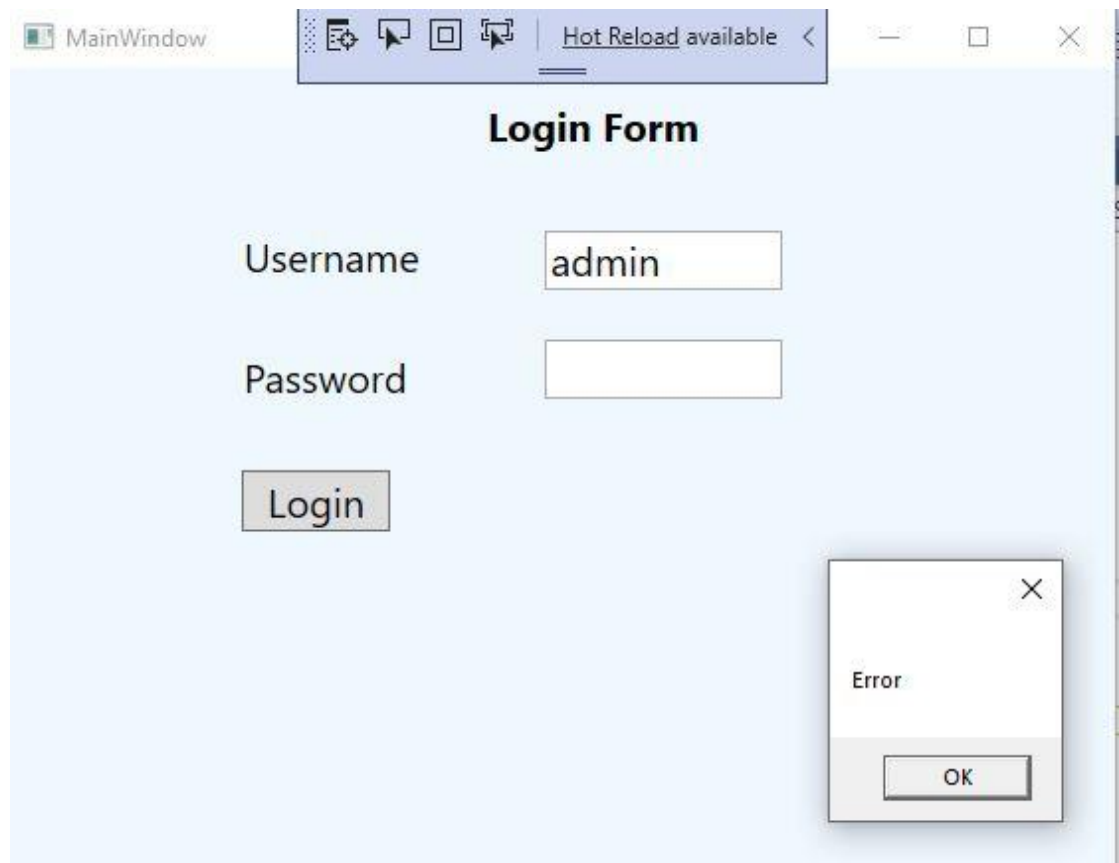 MainWindow
Hot Reload available
Login Form
Username
admin
Password
Login
Error
OK